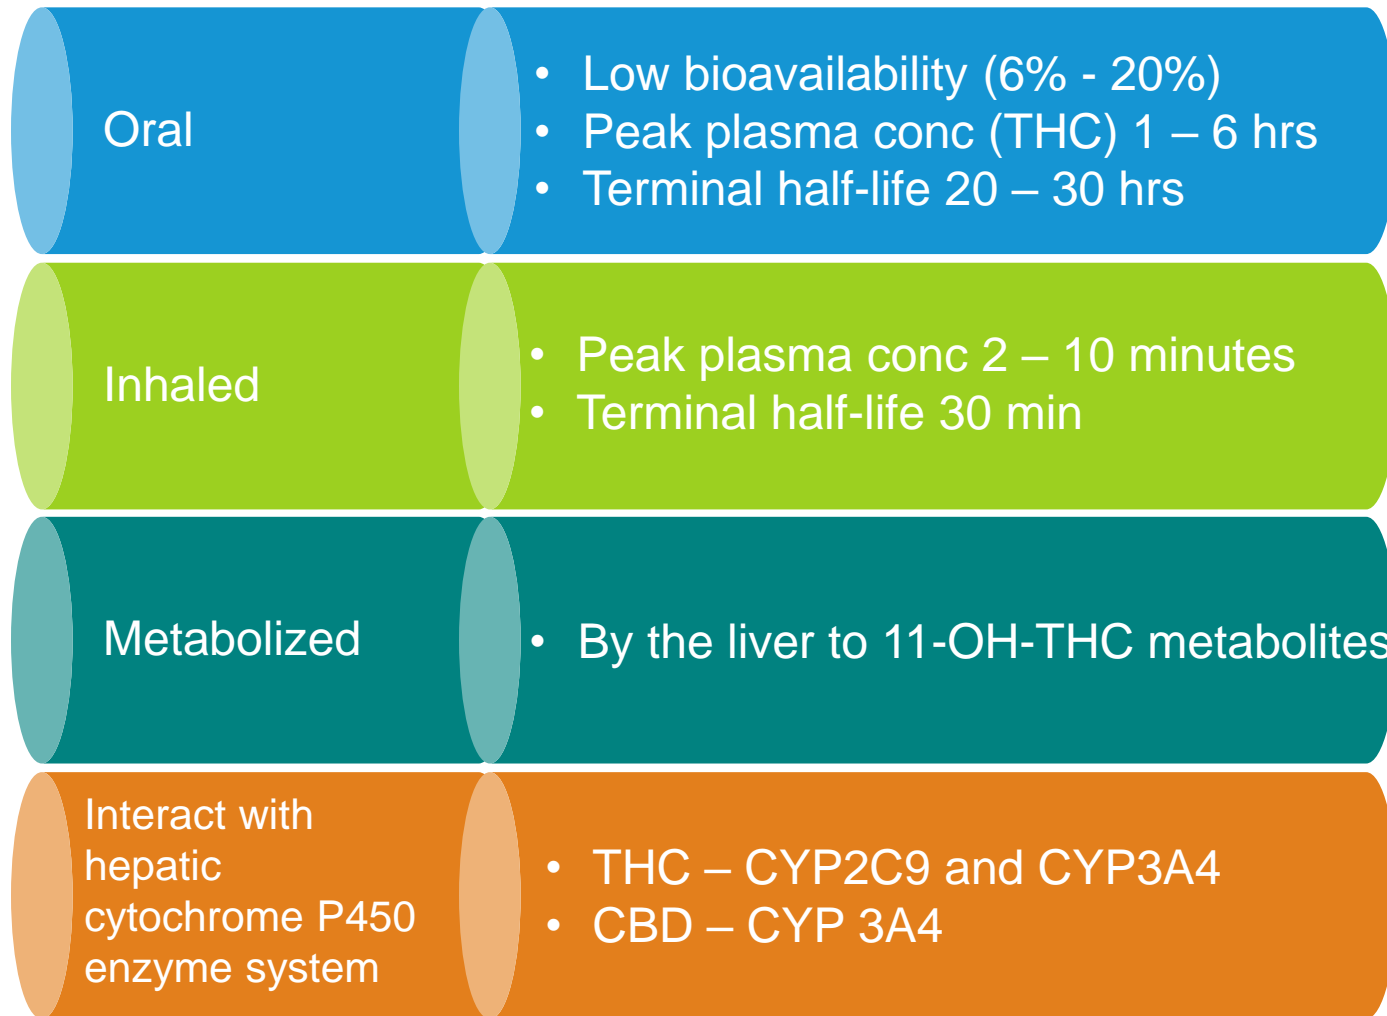 Oral
• Low bioavailability (6% - 20%)
• Peak plasma conc (THC) 1 – 6 hrs
• Terminal half-life 20 – 30 hrs
Inhaled
• Peak plasma conc 2 – 10 minutes
• Terminal half-life 30 min
Metabolized
• By the liver to 11-OH-THC metabolites
Interact with
hepatic
cytochrome P450
enzyme system
• THC – CYP2C9 and CYP3A4
• CBD – CYP 3A4